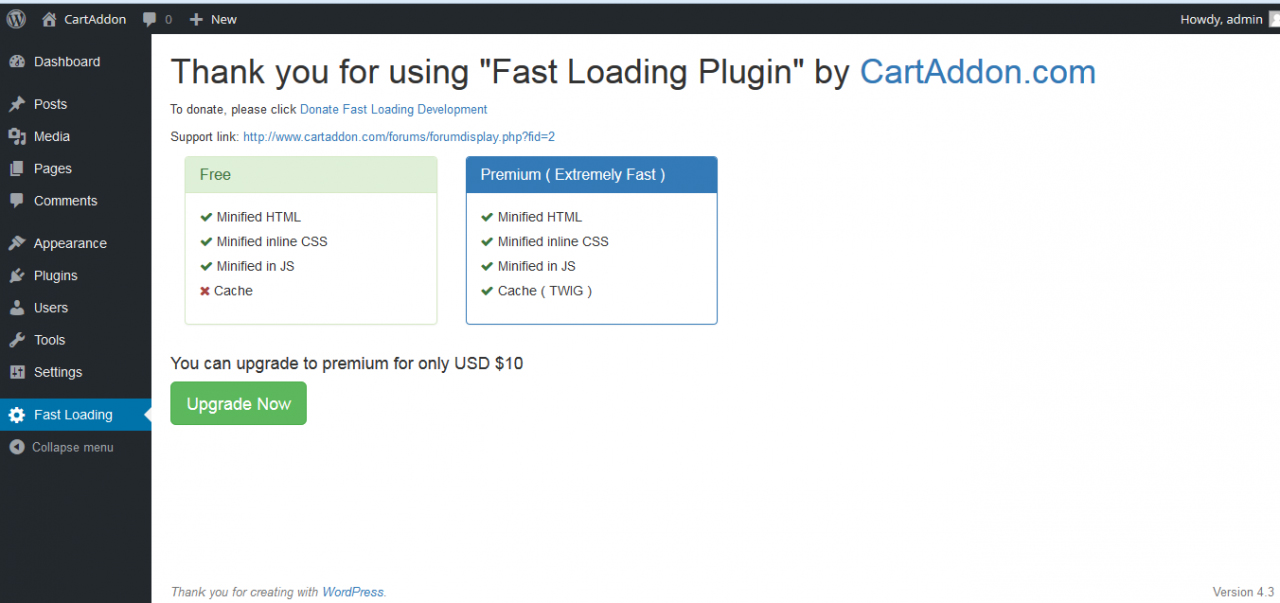 CartAddon 0 New Howdy, admin
Dashboard
Posts
Media
Pages
Comments
Appearance
Plugins
Users
Tools
Settings
Fast Loading
Collapse menu
Thank you for using "Fast Loading Plugin" by CartAddon.com
To donate, please click Donate Fast Loading Development
Support link: http://www.cartaddon.com/forums/forumdisplay.php?fid=2
Free
Minified HTML
Minified inline CSS
Minified in JS
Cache
Premium ( Extremely Fast )
Minified HTML
Minified inline CSS
Minified in JS
Cache ( TWIG )
You can upgrade to premium for only USD $10
Upgrade Now
Thank you for creating with WordPress. Version 4.3